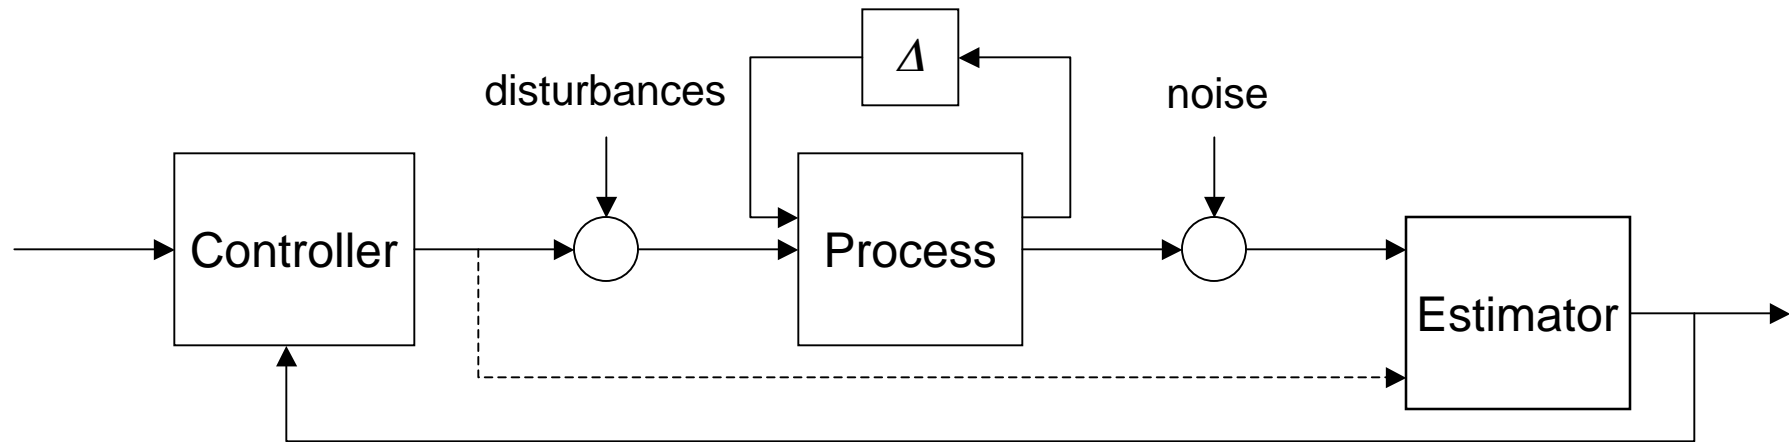 Δ
disturbances
noise
Controller
Process
Estimator